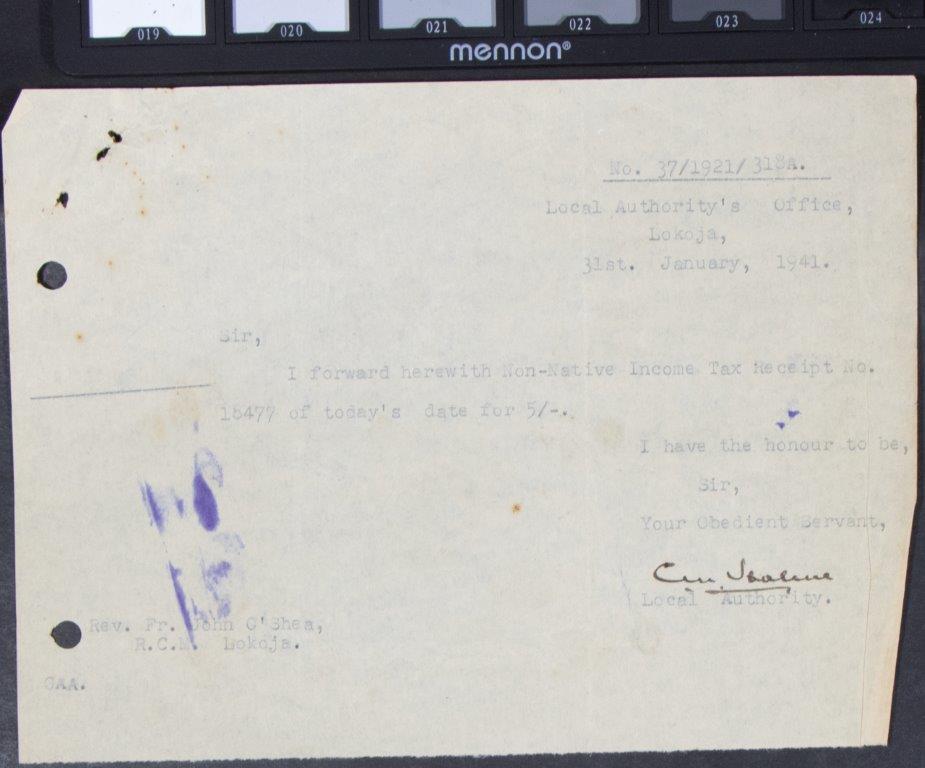 019 020 021 022 023 024
mennon®
No. 37/1921/318A.
Local Authority's Office,
Lokoja,
31st. January, 1941.
Sir,
I forward herewith Non-Native Income Tax Receipt No.
18477 of today's date for 5/-.
I have the honour to be,
Sir,
Your Obedient Servant,
Local Authority.
Rev. Fr. John O'Shea,
R.C.M. Lokoja.
GAA.